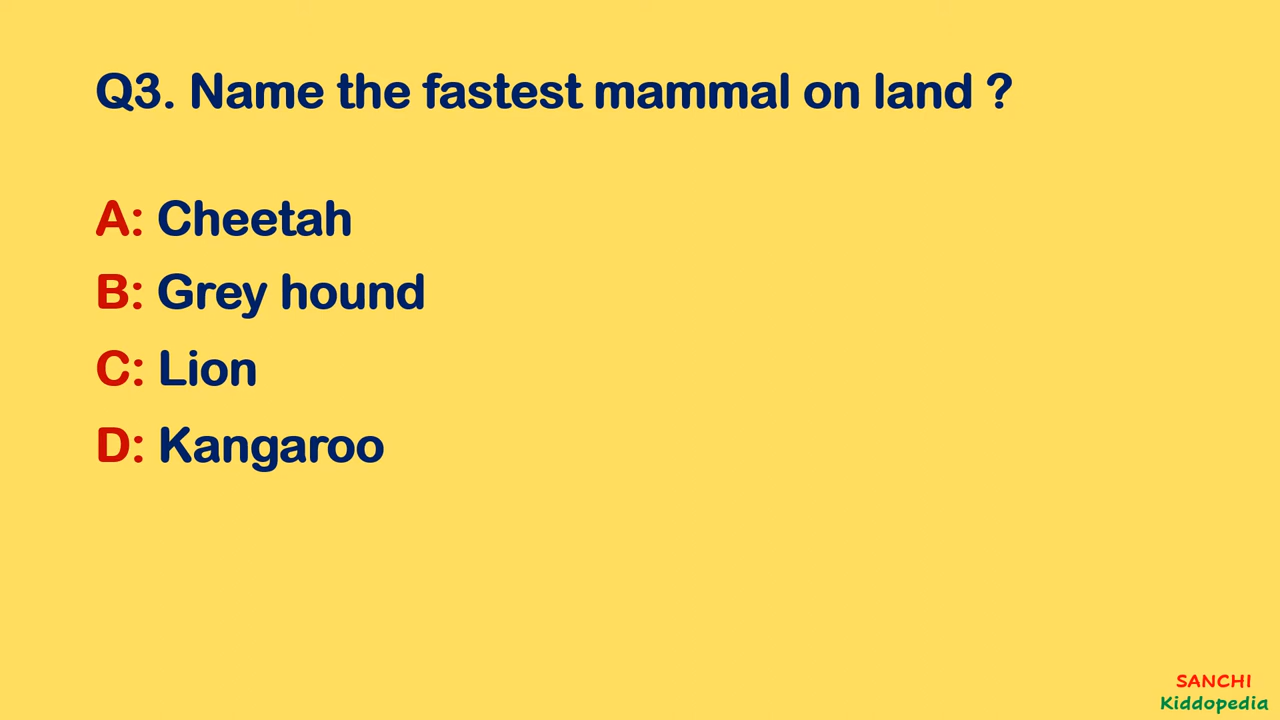 Q3. Name the fastest mammal on land ?
A: Cheetah
B: Grey hound
C: Lion
D: Kangaroo
SANCHI
Kiddopedia